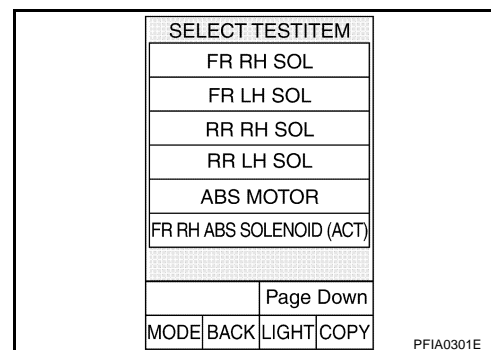 SELECT TESTITEM
FR RH SOL
FR LH SOL
RR RH SOL
RR LH SOL
ABS MOTOR
FR RH ABS SOLENOID (ACT)
Page Down
MODE BACK LIGHT COPY
PFIA0301E